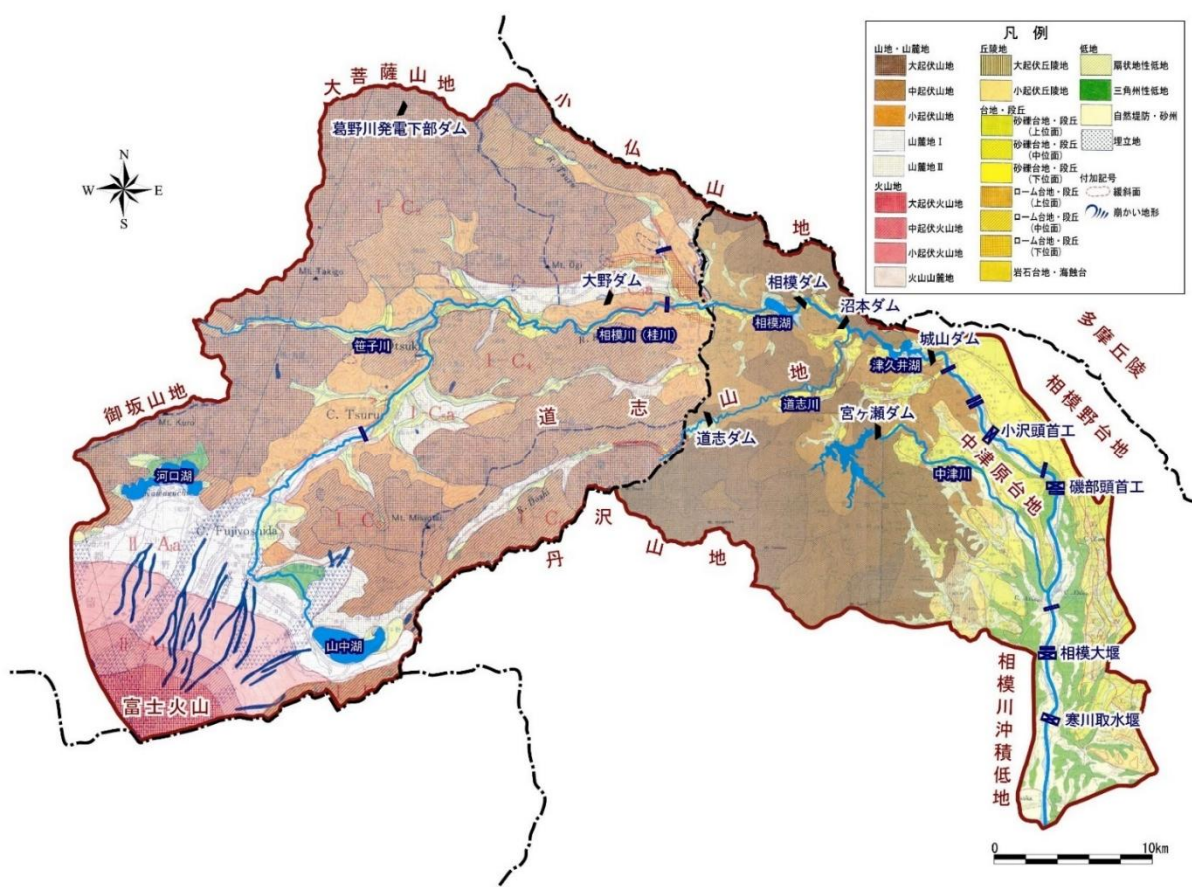 凡 例
山地・山麓地
大起伏山地
中起伏山地
小起伏山地
山麓地Ⅰ
山麓地Ⅱ
火山地
大起伏火山地
中起伏火山地
小起伏火山地
火山山麓地
丘陵地
大起伏丘陵地
小起伏丘陵地
台地・段丘
砂礫台地・段丘
(上位面)
砂礫台地・段丘
(中位面)
砂礫台地・段丘
(下位面)
ローム台地・段丘
(上位面)
ローム台地・段丘
(中位面)
ローム台地・段丘
(下位面)
岩石台地・海蝕台
低地
扇状地性低地
三角州性低地
自然堤防・砂州
埋立地
付加記号
緩斜面
崩かい地形
N
W
E
S
大菩薩山地
小仏山地
葛野川発電下部ダム
Mt. Takigo
Mt. Ogi
大野ダム
相模ダム
沼本ダム
相模湖
相模川(桂川)
笹子川
城山ダム
津久井湖
多摩丘陵
相模野台地
御坂山地
C. Tsuru
Mt. Kuro
道志山地
道志川
道志ダム
宮ヶ瀬ダム
小沢頭首工
中津原台地
中津川
磯部頭首工
河口湖
C. Fujiyoshida
丹沢山地
山中湖
富士火山
相模大堰
寒川取水堰
相模川沖積低地
0
10km